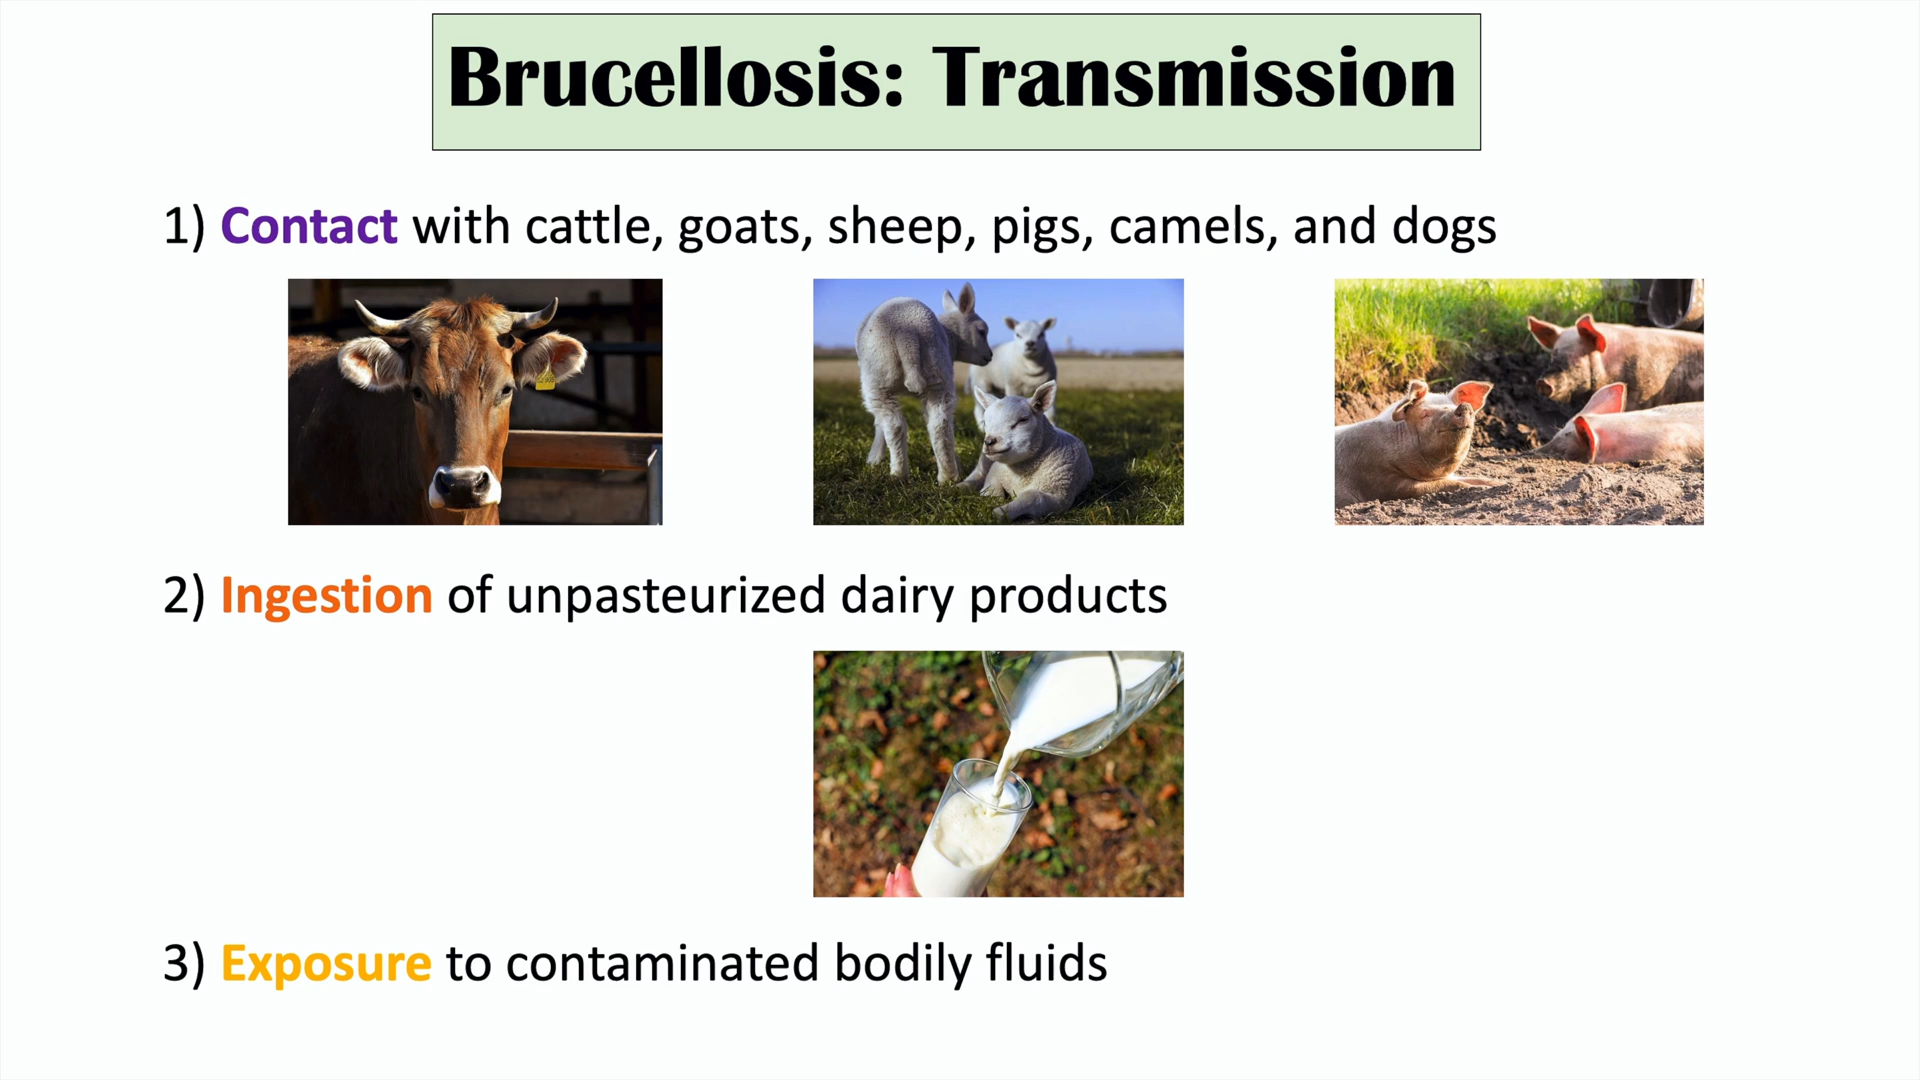 Brucellosis: Transmission
1) Contact with cattle, goats, sheep, pigs, camels, and dogs
2) Ingestion of unpasteurized dairy products
3) Exposure to contaminated bodily fluids